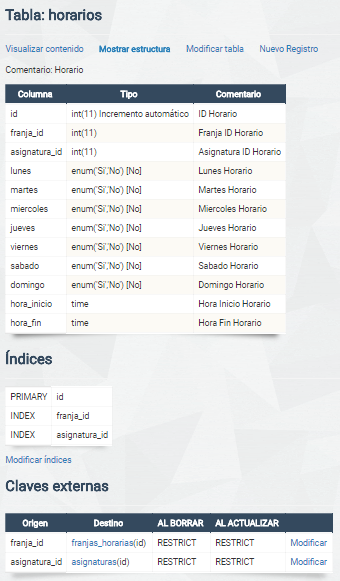 Tabla: horarios
Visualizar contenido Mostrar estructura Modificar tabla Nuevo Registro
Comentario: Horario
Columna Tipo Comentario
id int(11) Incremento automático ID Horario
franja_id int(11) Franja ID Horario
asignatura_id int(11) Asignatura ID Horario
lunes enum('Sí','No') [No] Lunes Horario
martes enum('Sí','No') [No] Martes Horario
miercoles enum('Sí','No') [No] Miercoles Horario
jueves enum('Sí','No') [No] Jueves Horario
viernes enum('Sí','No') [No] Viernes Horario
sabado enum('Sí','No') [No] Sabado Horario
domingo enum('Sí','No') [No] Domingo Horario
hora_inicio time Hora Inicio Horario
hora_fin time Hora Fin Horario
Índices
PRIMARY id
INDEX franja_id
INDEX asignatura_id
Modificar índices
Claves externas
Origen Destino AL BORRAR AL ACTUALIZAR
franja_id franjas_horarias(id) RESTRICT RESTRICT Modificar
asignatura_id asignaturas(id) RESTRICT RESTRICT Modificar